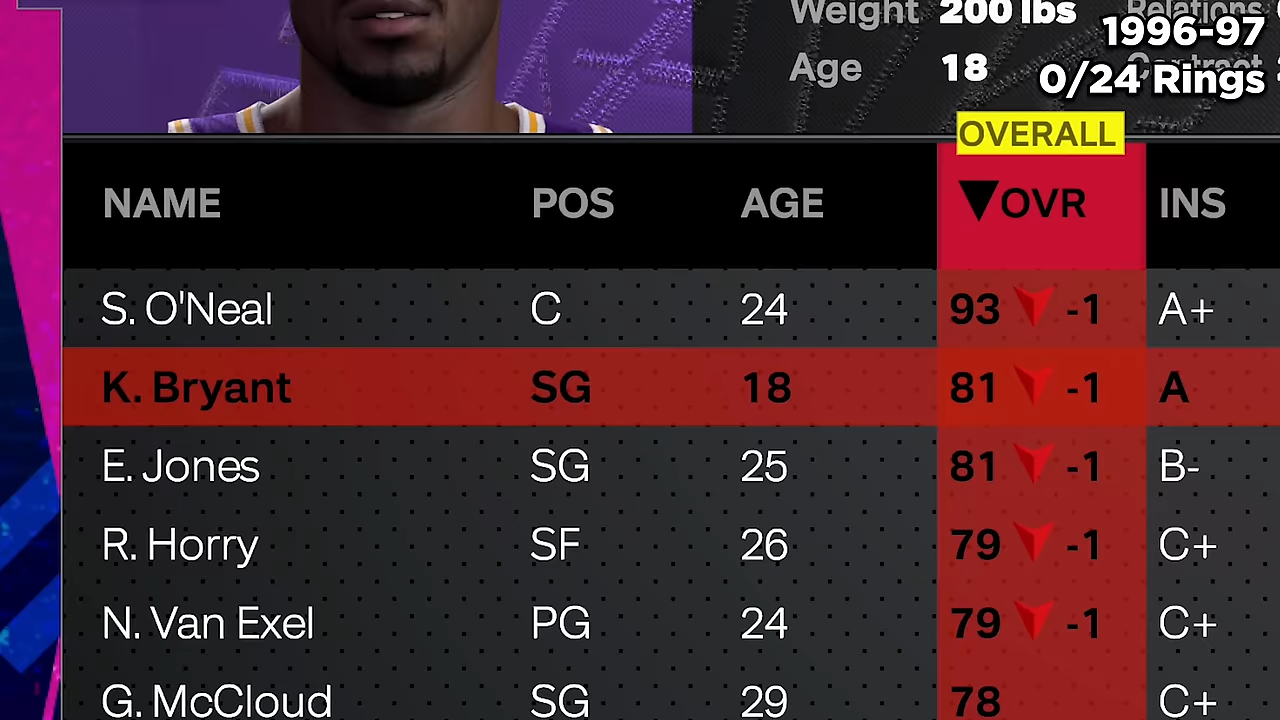 Weight 200 lbs Relations
Age 18 Contract
1996-97
0/24 Rings
OVERALL
NAME POS AGE ▼OVR INS
S. O'Neal C 24 93 -1 A+
K. Bryant SG 18 81 -1 A
E. Jones SG 25 81 -1 B-
R. Horry SF 26 79 -1 C+
N. Van Exel PG 24 79 -1 C+
G. McCloud SG 29 78 C+